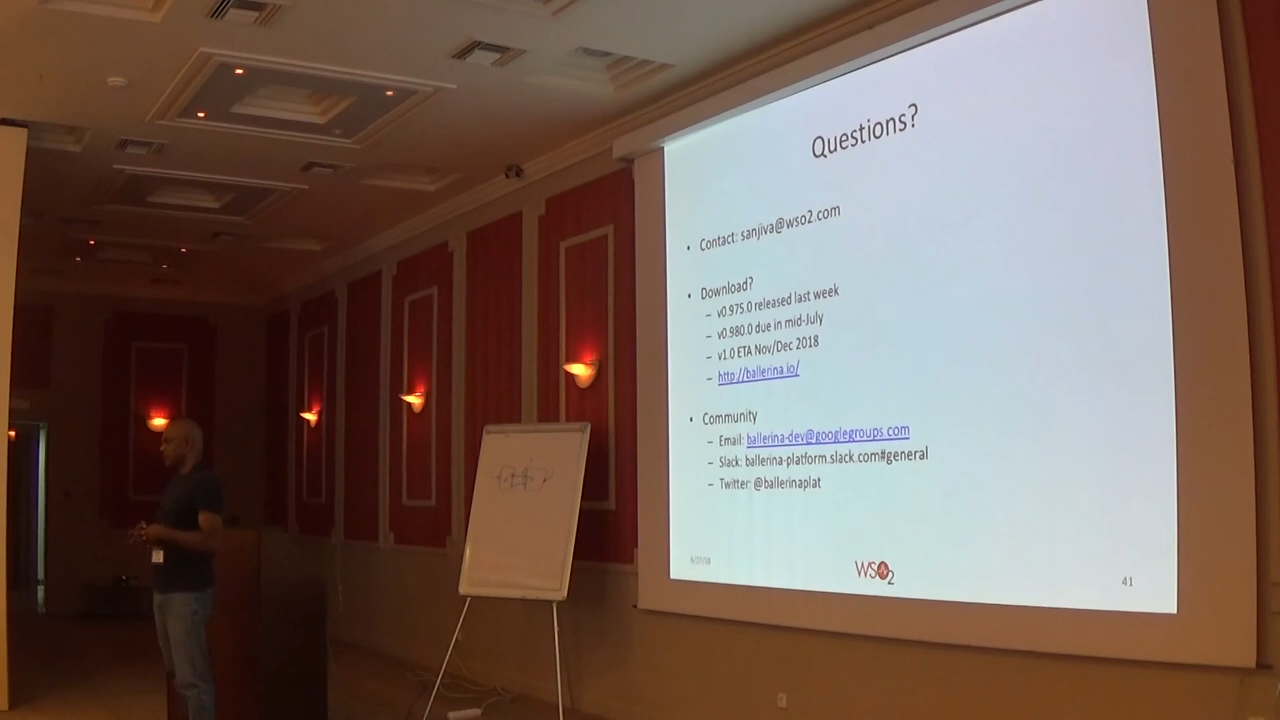 Questions?
• Contact: sanjiva@wso2.com
• Download?
– v0.975.0 released last week
– v0.980.0 due in mid-July
– v1.0 ETA Nov/Dec 2018
– http://ballerina.io/
• Community
– Email: ballerina-dev@googlegroups.com
– Slack: ballerina-platform.slack.com#general
– Twitter: @ballerinaplat
WSO2
41